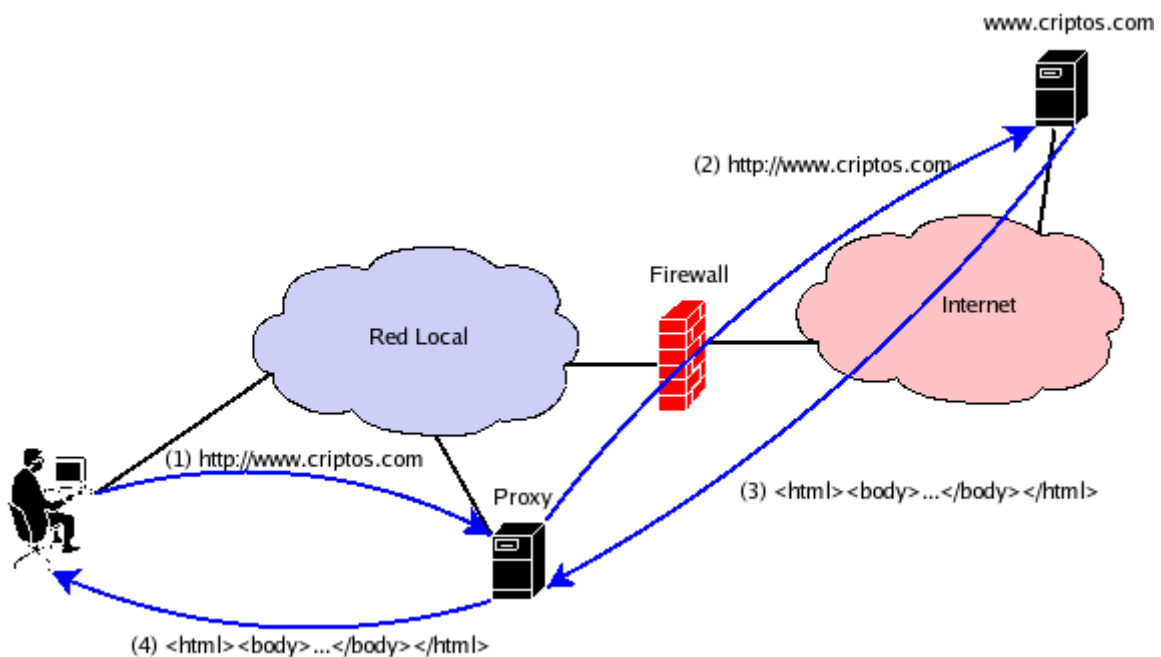 www.criptos.com
(2) http://www.criptos.com
Firewall
Internet
Red Local
(1) http://www.criptos.com
Proxy
(3) <html><body>...</body></html>
(4) <html><body>...</body></html>